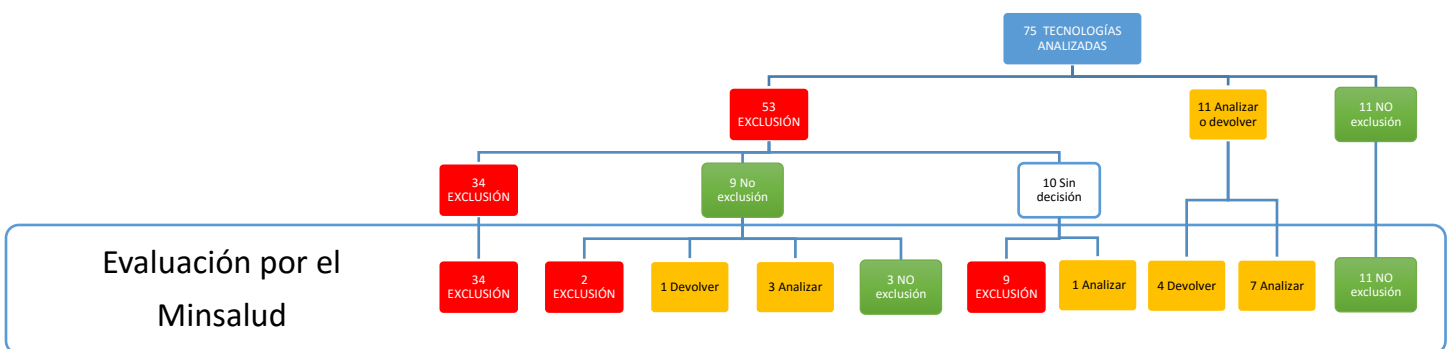 75 TECNOLOGÍAS
ANALIZADAS
53
EXCLUSIÓN
11 Analizar
o devolver
11 NO
exclusión
34
EXCLUSIÓN
9 No
exclusión
10 Sin
decisión
Evaluación por el
Minsalud
34
EXCLUSIÓN
2
EXCLUSIÓN
1 Devolver
3 Analizar
3 NO
exclusión
9
EXCLUSIÓN
1 Analizar
4 Devolver
7 Analizar
11 NO
exclusión